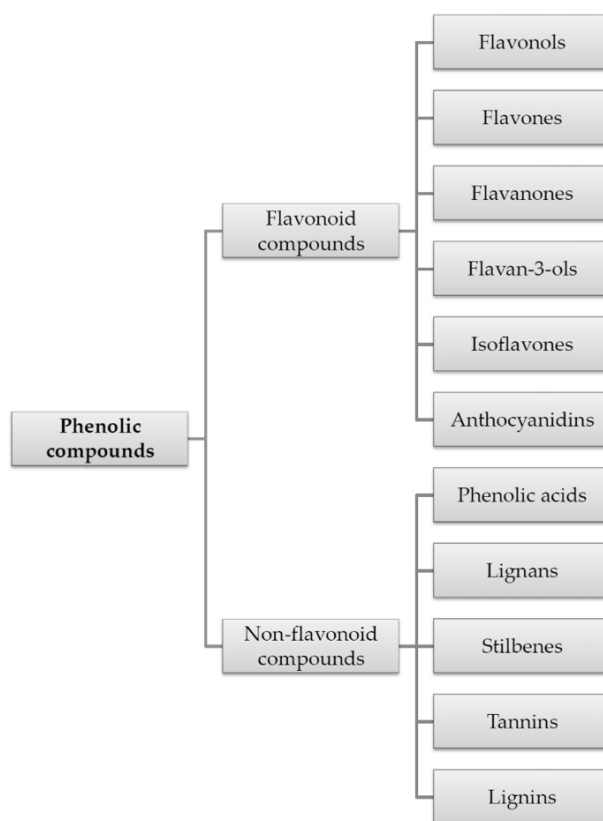 Flavonols
Flavones
Flavanones
Flavonoid
compounds
Flavan-3-ols
Isoflavones
Anthocyanidins
Phenolic
compounds
Phenolic acids
Lignans
Non-flavonoid
compounds
Stilbenes
Tannins
Lignins